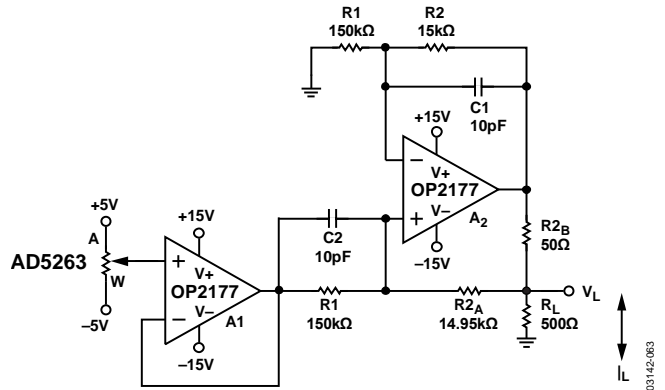 R1
150kΩ
R2
15kΩ
C1
10pF
+15V
–
V+
OP2177
V–
+
A2
–15V
R2B
50Ω
+5V
A
AD5263
W
–5V
+15V
+
V+
OP2177
V–
–
A1
–15V
C2
10pF
R1
150kΩ
R2A
14.95kΩ
VL
RL
500Ω
IL
03142-063